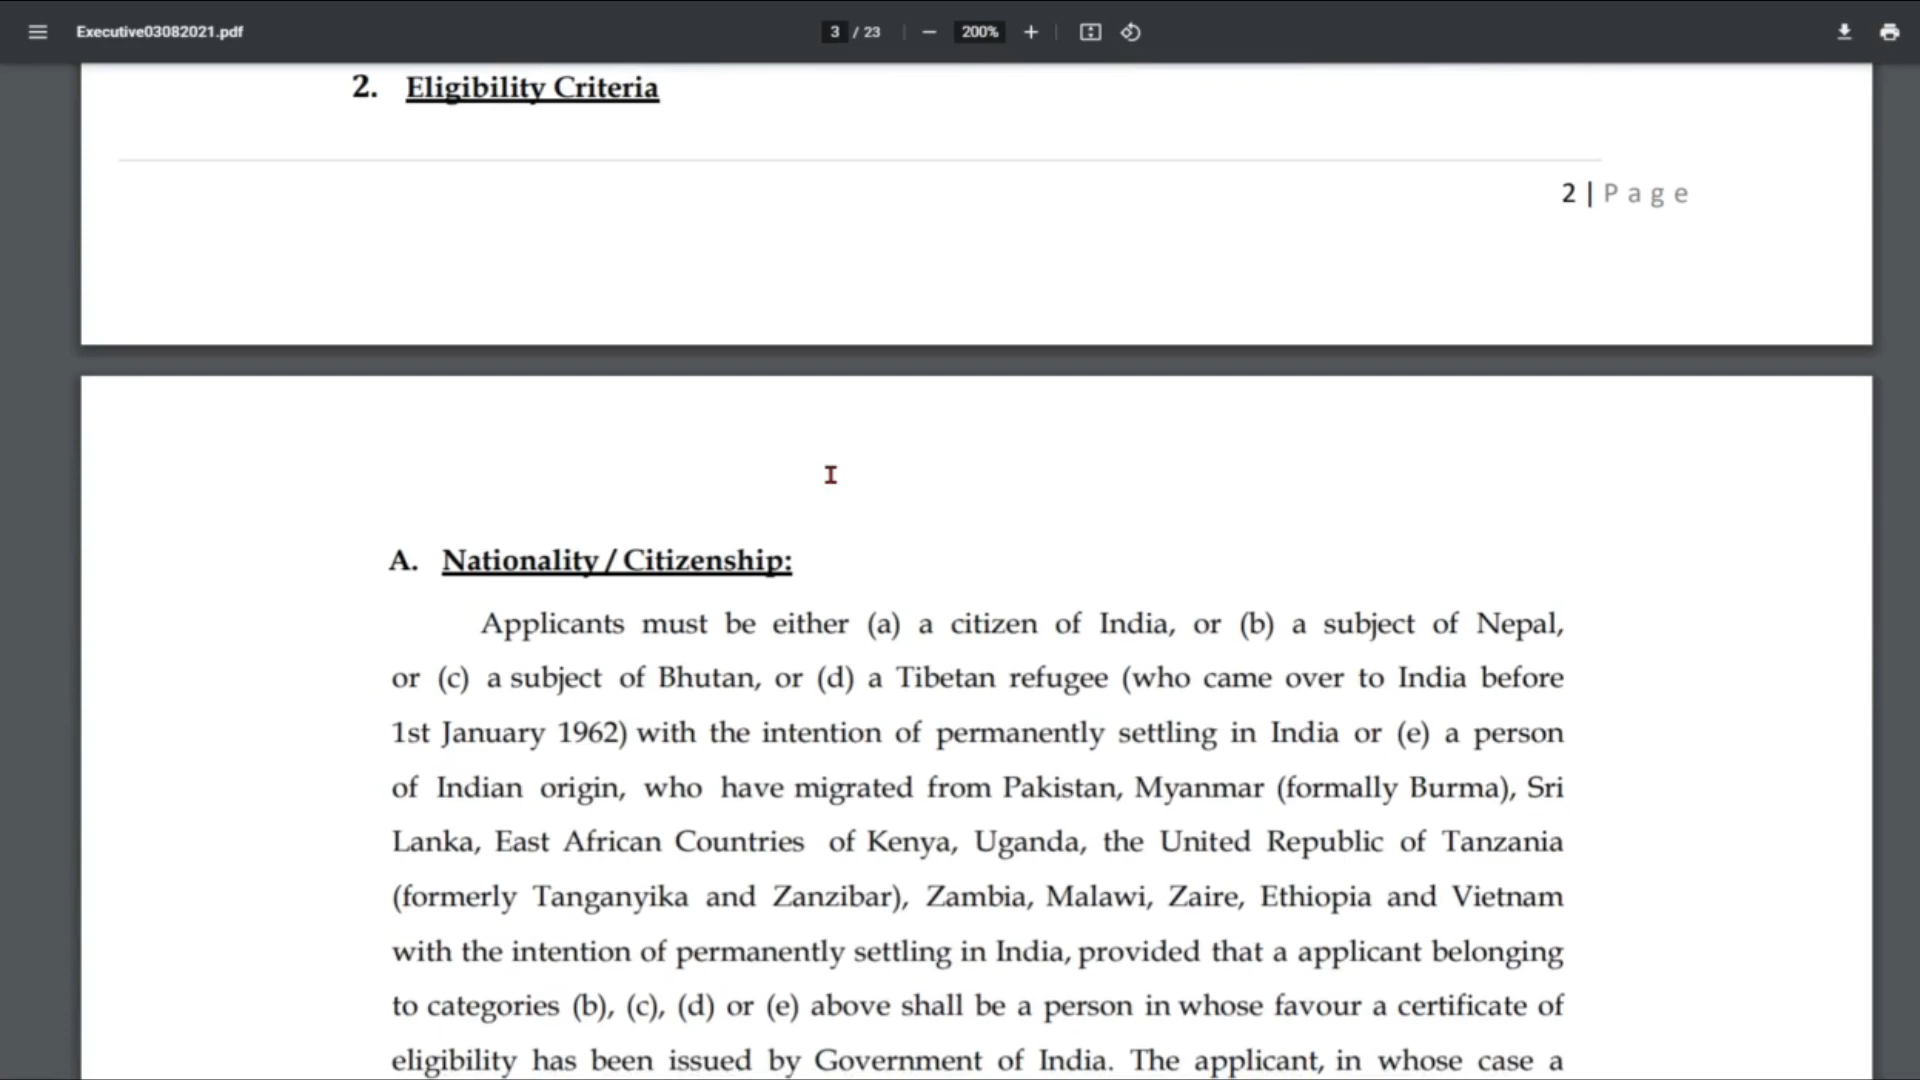 Executive03082021.pdf
3 / 23
200%
2. Eligibility Criteria
2 | Page
A. Nationality / Citizenship:
Applicants must be either (a) a citizen of India, or (b) a subject of Nepal,
or (c) a subject of Bhutan, or (d) a Tibetan refugee (who came over to India before
1st January 1962) with the intention of permanently settling in India or (e) a person
of Indian origin, who have migrated from Pakistan, Myanmar (formally Burma), Sri
Lanka, East African Countries of Kenya, Uganda, the United Republic of Tanzania
(formerly Tanganyika and Zanzibar), Zambia, Malawi, Zaire, Ethiopia and Vietnam
with the intention of permanently settling in India, provided that a applicant belonging
to categories (b), (c), (d) or (e) above shall be a person in whose favour a certificate of
eligibility has been issued by Government of India. The applicant, in whose case a